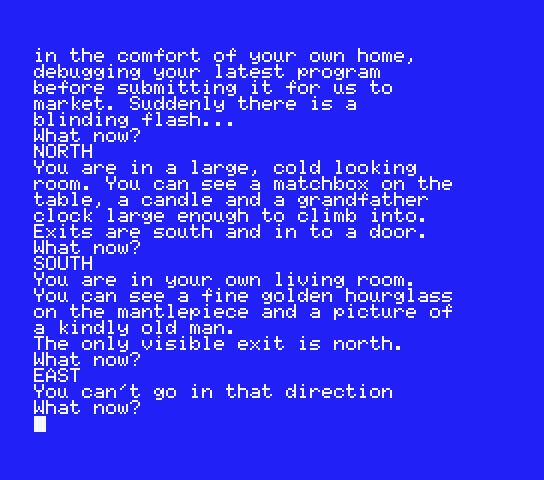 in the comfort of your own home,
debugging your latest program
before submitting it for us to
market. Suddenly there is a
blinding flash...
What now?
NORTH
You are in a large, cold looking
room. You can see a matchbox on the
table, a candle and a grandfather
clock large enough to climb into.
Exits are south and in to a door.
What now?
SOUTH
You are in your own living room.
You can see a fine golden hourglass
on the mantlepiece and a picture of
a kindly old man.
The only visible exit is north.
What now?
EAST
You can't go in that direction
What now?